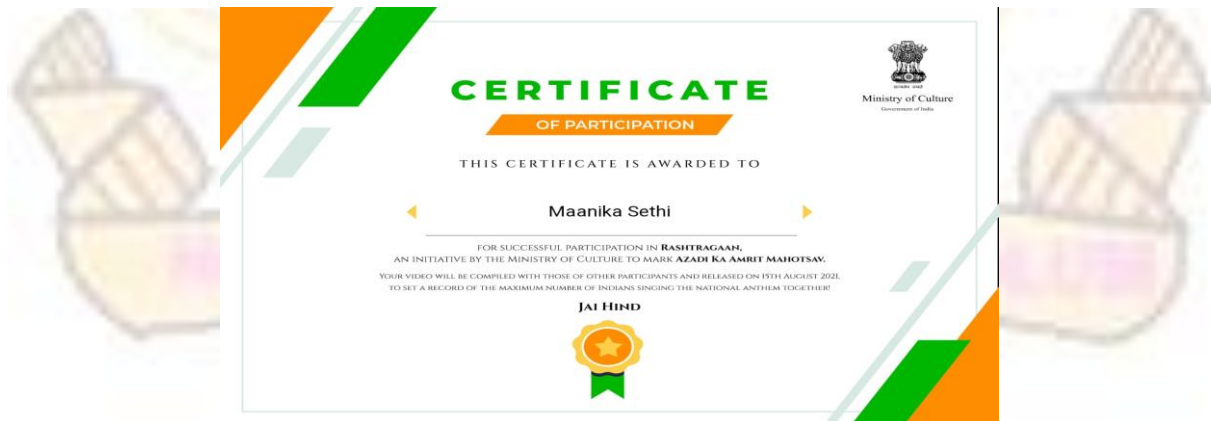 CERTIFICATE
OF PARTICIPATION
Ministry of Culture
Government of India
THIS CERTIFICATE IS AWARDED TO
Maanika Sethi
FOR SUCCESSFUL PARTICIPATION IN RASHTRAGAAN,
AN INITIATIVE BY THE MINISTRY OF CULTURE TO MARK AZADI KA AMRIT MAHOTSAV.
YOUR VIDEO WILL BE COMPILED WITH THOSE OF OTHER PARTICIPANTS AND RELEASED ON 15TH AUGUST 2021,
TO SET A RECORD OF THE MAXIMUM NUMBER OF INDIANS SINGING THE NATIONAL ANTHEM TOGETHER!
JAI HIND